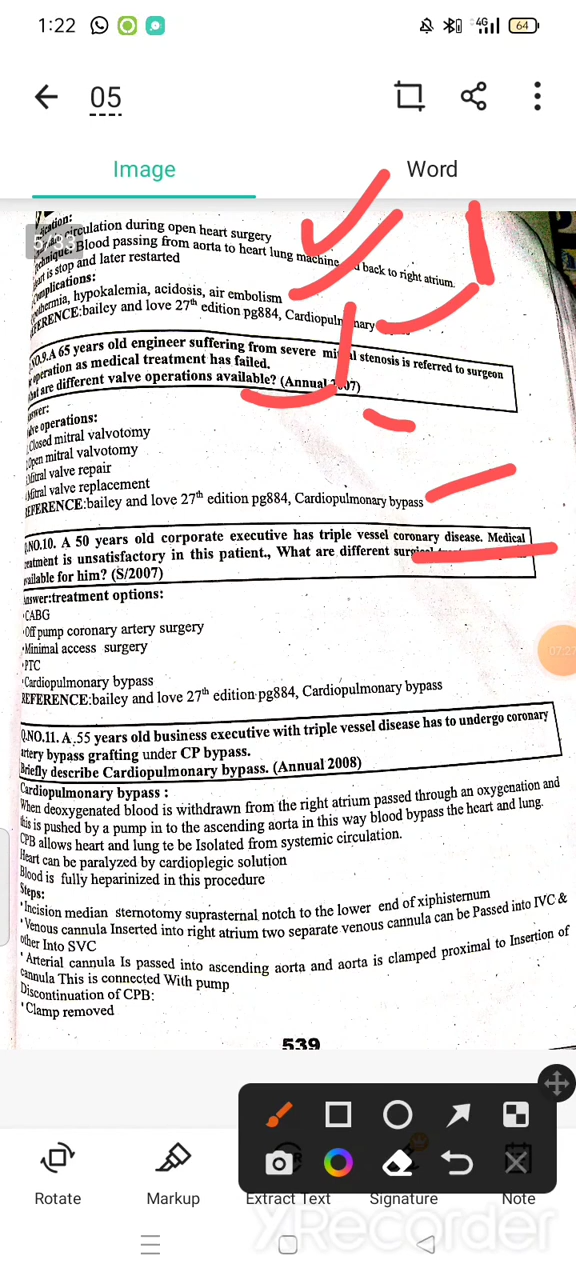 1:22
4G
64
05
Image
Word
5/33
circulation during open heart surgery
Blood passing from aorta to heart lung machine back to right atrium.
is stop and later restarted
hypokalemia, acidosis, air embolism
bailey and love 27th edition pg884,
NO.9.A 65 years old engineer suffering from severe stenosis is referred to surgeon
operation as medical treatment has failed.
are different valve operations available? (Annual
operations:
Closed mitral valvotomy
Open mitral valvotomy
Mitral valve repair
Mitral valve replacement
bailey and love 27th edition pg884, Cardiopulmonary bypass
NO.10. A 50 years old corporate executive has triple vessel coronary disease. Medical
is unsatisfactory in this patient., What are different
for him? (S/2007)
Answer:treatment options:
·CABG
·Off pump coronary artery surgery
·Minimal access surgery
·PTC
·Cardiopulmonary bypass
REFERENCE:bailey and love 27th edition pg884, Cardiopulmonary bypass
Q.NO.11. A,55 years old business executive with triple vessel disease has to undergo coronary
artery bypass grafting under CP bypass.
Briefly describe Cardiopulmonary bypass. (Annual 2008)
Cardiopulmonary bypass :
When deoxygenated blood is withdrawn from the right atrium passed through an oxygenation and
this is pushed by a pump in to the ascending aorta in this way blood bypass the heart and lung.
CPB allows heart and lung te be Isolated from systemic circulation.
Heart can be paralyzed by cardioplegic solution
Blood is fully heparinized in this procedure
Steps:
·Incision median sternotomy suprasternal notch to the lower end of xiphisternum
·Venous cannula Inserted into right atrium two separate venous cannula can be Passed into IVC &
other Into SVC
· Arterial cannula Is passed into ascending aorta and aorta is clamped proximal to Insertion of
cannula This is connected With pump
Discontinuation of CPB:
·Clamp removed
539
07:27
Rotate
Markup
Extract Text
Signature
Note
XRecorder